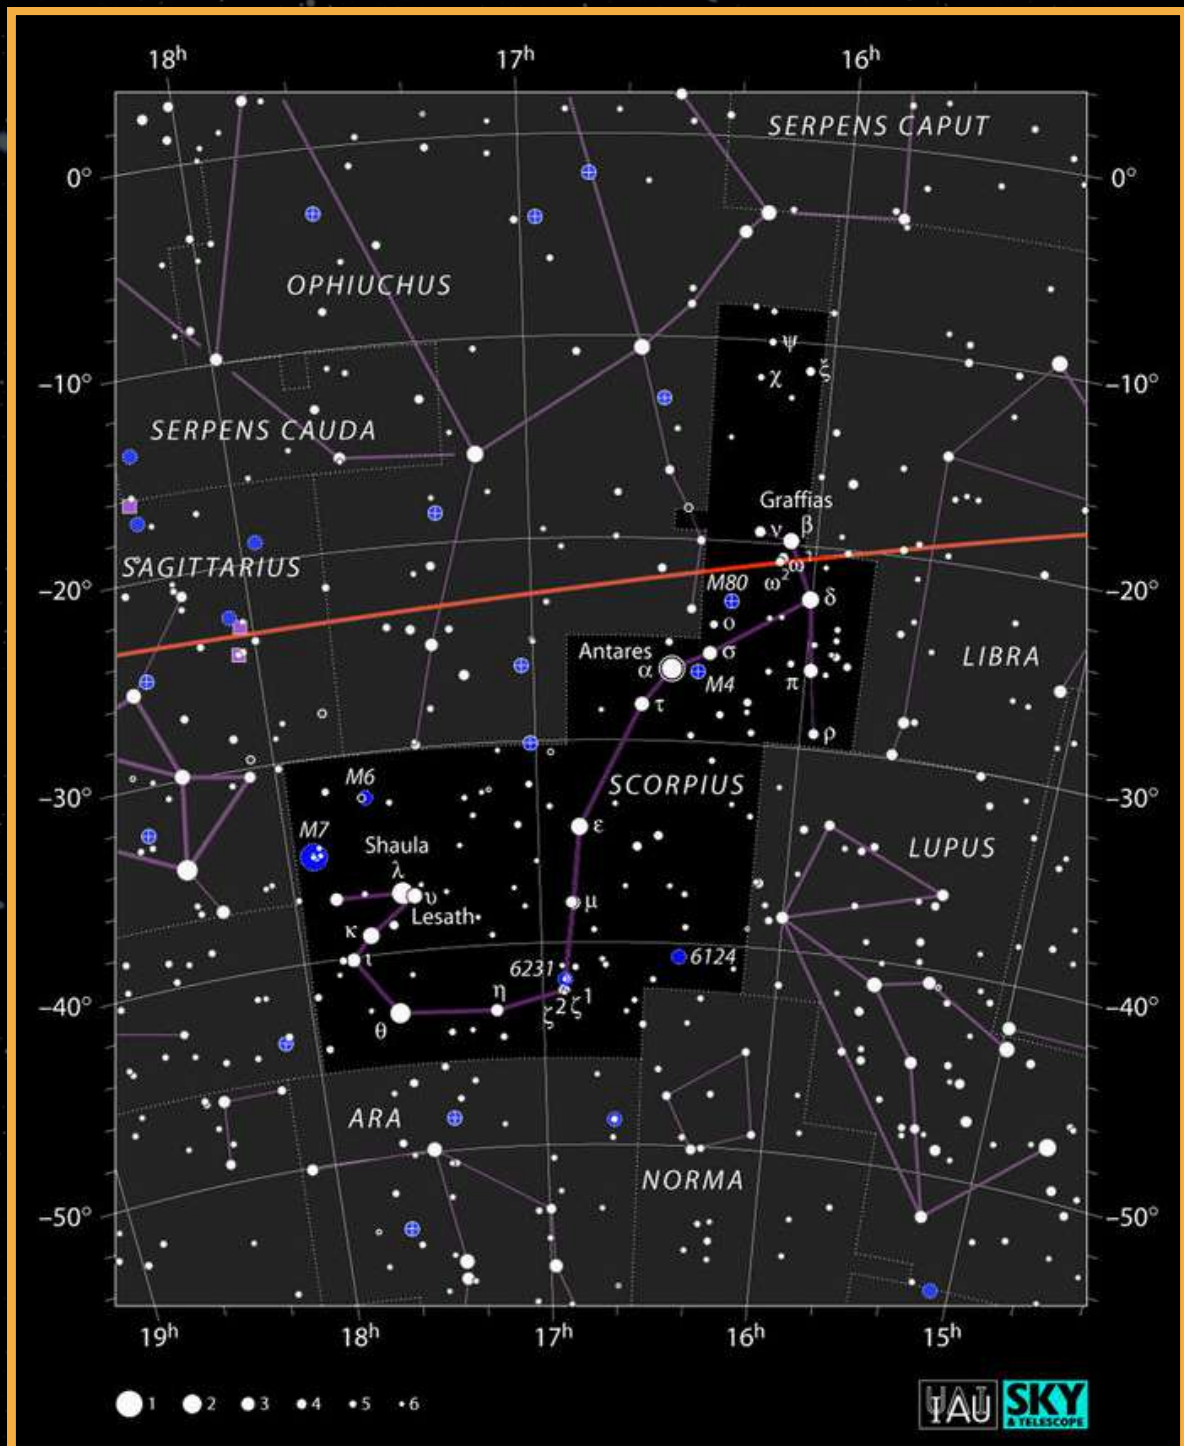 18h 17h 16h
SERPENS CAPUT
0° 0°
OPHIUCHUS
ψ
χ ξ
−10° −10°
SERPENS CAUDA
Graffias
ν β
SAGITTARIUS
ω1
ω2
M80
−20° −20°
δ
ο
Antares σ
α M4 π
LIBRA
τ
ρ
M6 SCORPIUS
−30° −30°
M7
Shaula ε
LUPUS
λ
υ
Lesath μ
κ
ι 6231 6124
η
−40° −40°
θ ζ2 ζ1
ARA
NORMA
−50° −50°
19h 18h 17h 16h 15h
1 2 3 4 5 6
IAU SKY
& TELESCOPE